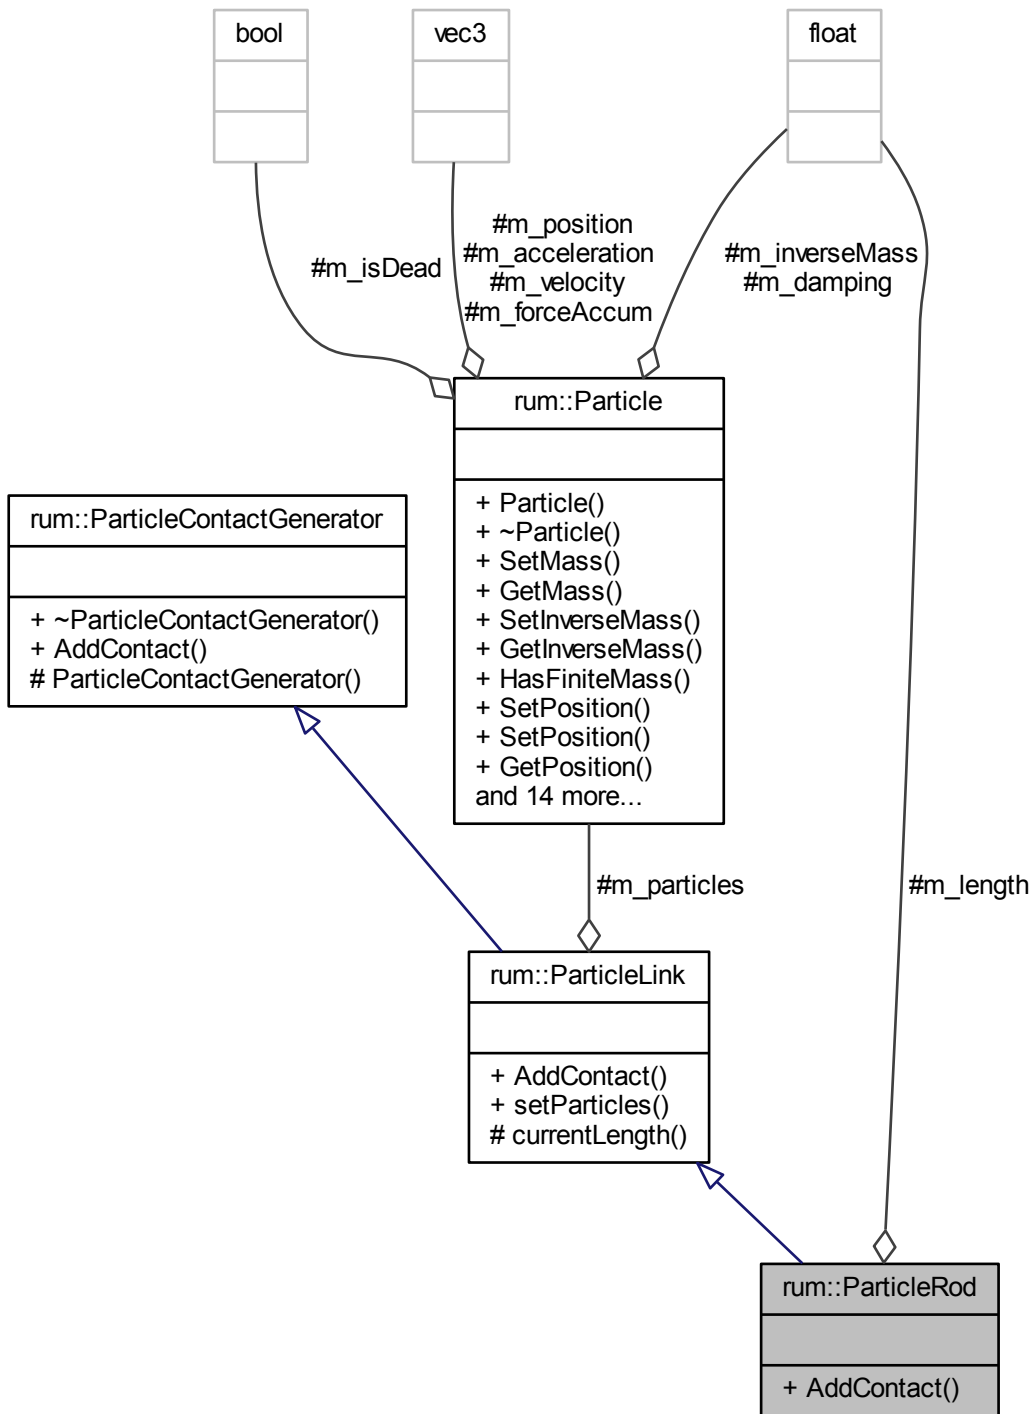 bool
vec3
float
#m_isDead
#m_position
#m_acceleration
#m_velocity
#m_forceAccum
#m_inverseMass
#m_damping
rum::Particle
+ Particle()
+ ~Particle()
+ SetMass()
+ GetMass()
+ SetInverseMass()
+ GetInverseMass()
+ HasFiniteMass()
+ SetPosition()
+ SetPosition()
+ GetPosition()
and 14 more...
rum::ParticleContactGenerator
+ ~ParticleContactGenerator()
+ AddContact()
# ParticleContactGenerator()
#m_particles
#m_length
rum::ParticleLink
+ AddContact()
+ setParticles()
# currentLength()
rum::ParticleRod
+ AddContact()